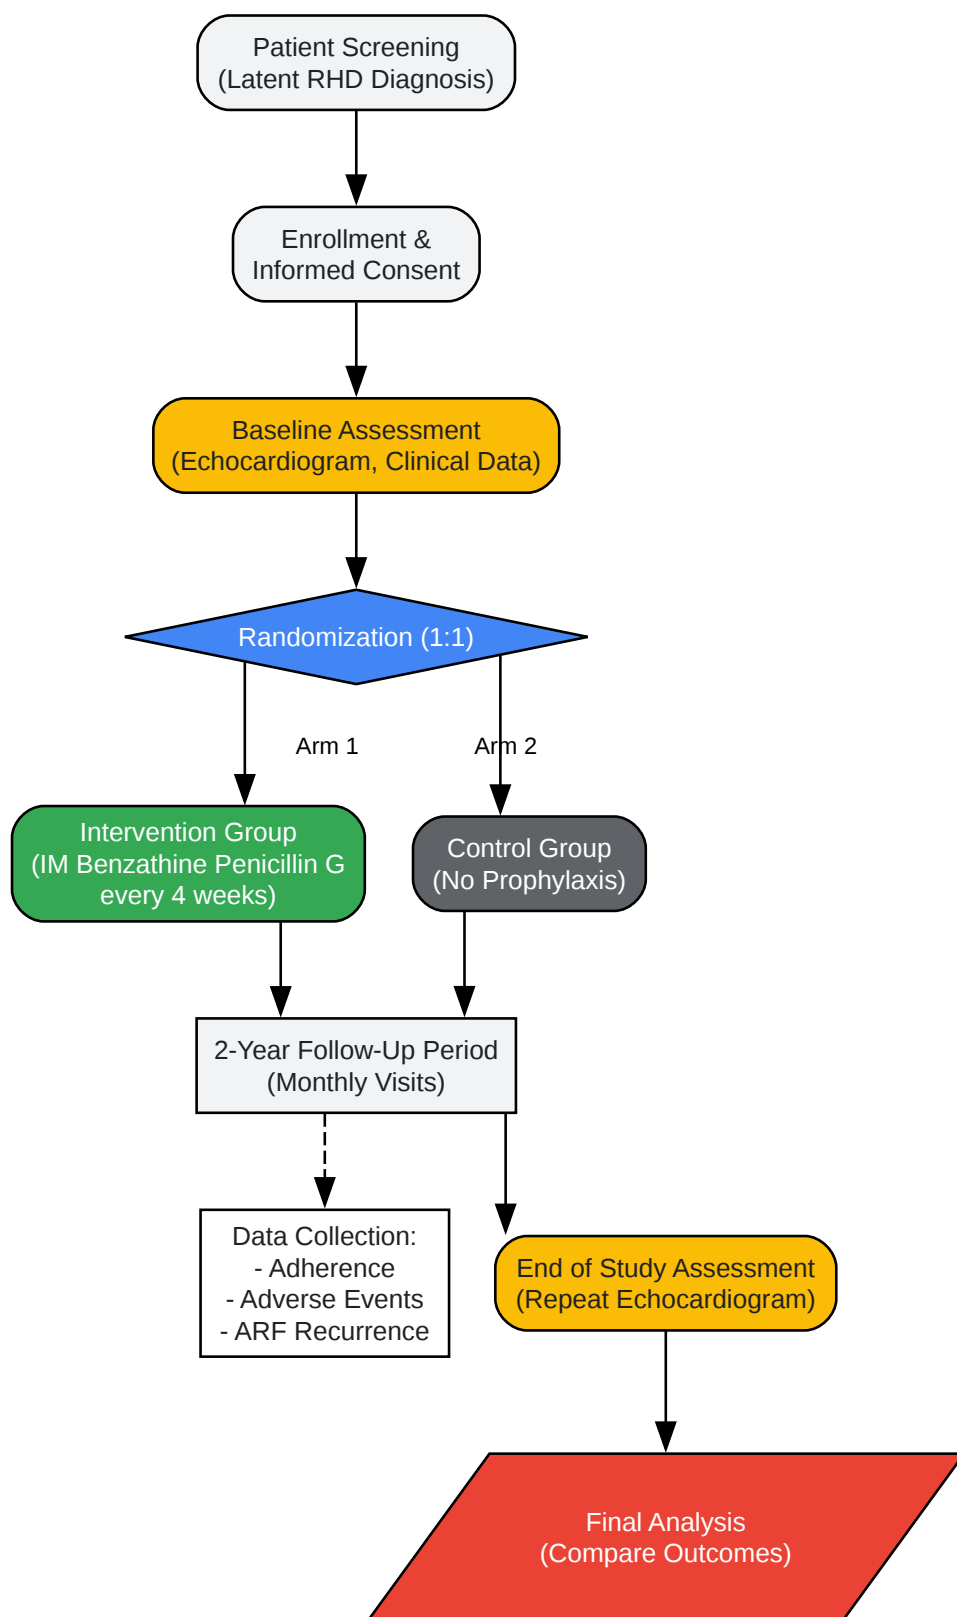 Patient Screening
(Latent RHD Diagnosis)
Enrollment &
Informed Consent
Baseline Assessment
(Echocardiogram, Clinical Data)
Randomization (1:1)
Arm 1
Arm 2
Intervention Group
(IM Benzathine Penicillin G
every 4 weeks)
Control Group
(No Prophylaxis)
2-Year Follow-Up Period
(Monthly Visits)
Data Collection:
- Adherence
- Adverse Events
- ARF Recurrence
End of Study Assessment
(Repeat Echocardiogram)
Final Analysis
(Compare Outcomes)